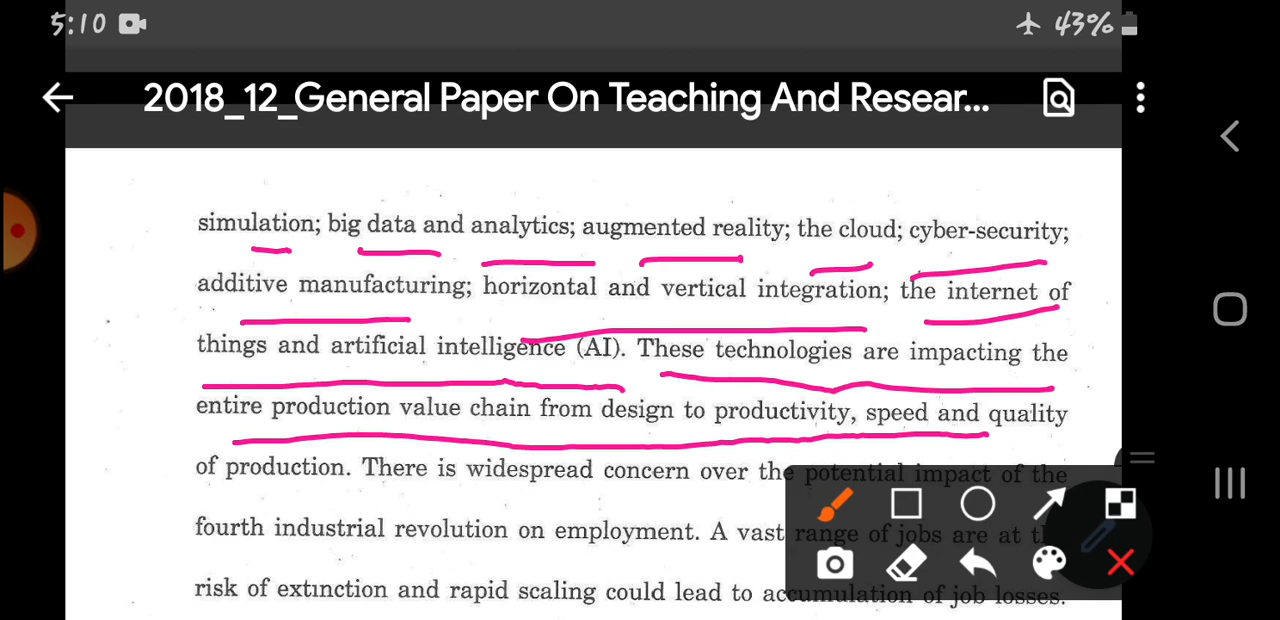 5:10
43%
2018_12_General Paper On Teaching And Resear...
simulation; big data and analytics; augmented reality; the cloud; cyber-security;
additive manufacturing; horizontal and vertical integration; the internet of
things and artificial intelligence (AI). These technologies are impacting the
entire production value chain from design to productivity, speed and quality
of production. There is widespread concern over the potential impact of the
fourth industrial revolution on employment. A vast range of jobs are at
risk of extinction and rapid scaling could lead to accumulation of job losses.